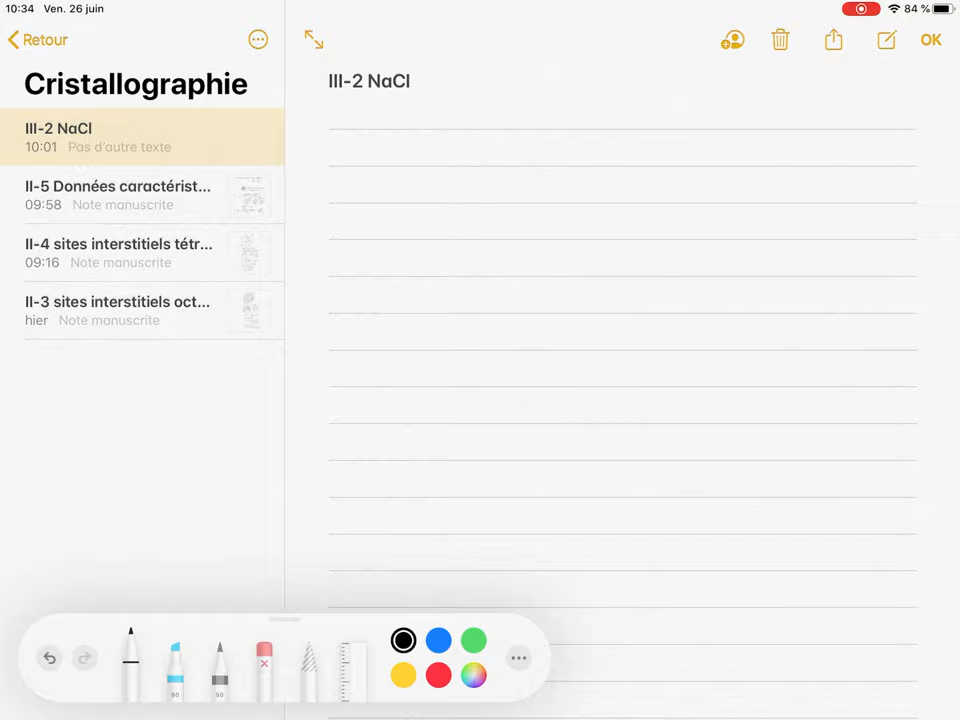 10:34 Ven. 26 juin
84 %
Retour
OK
Cristallographie
III-2 NaCl
10:01 Pas d'autre texte
II-5 Données caractérist...
09:58 Note manuscrite
II-4 sites interstitiels tétr...
09:16 Note manuscrite
II-3 sites interstitiels oct...
hier Note manuscrite
III-2 NaCl
80
50